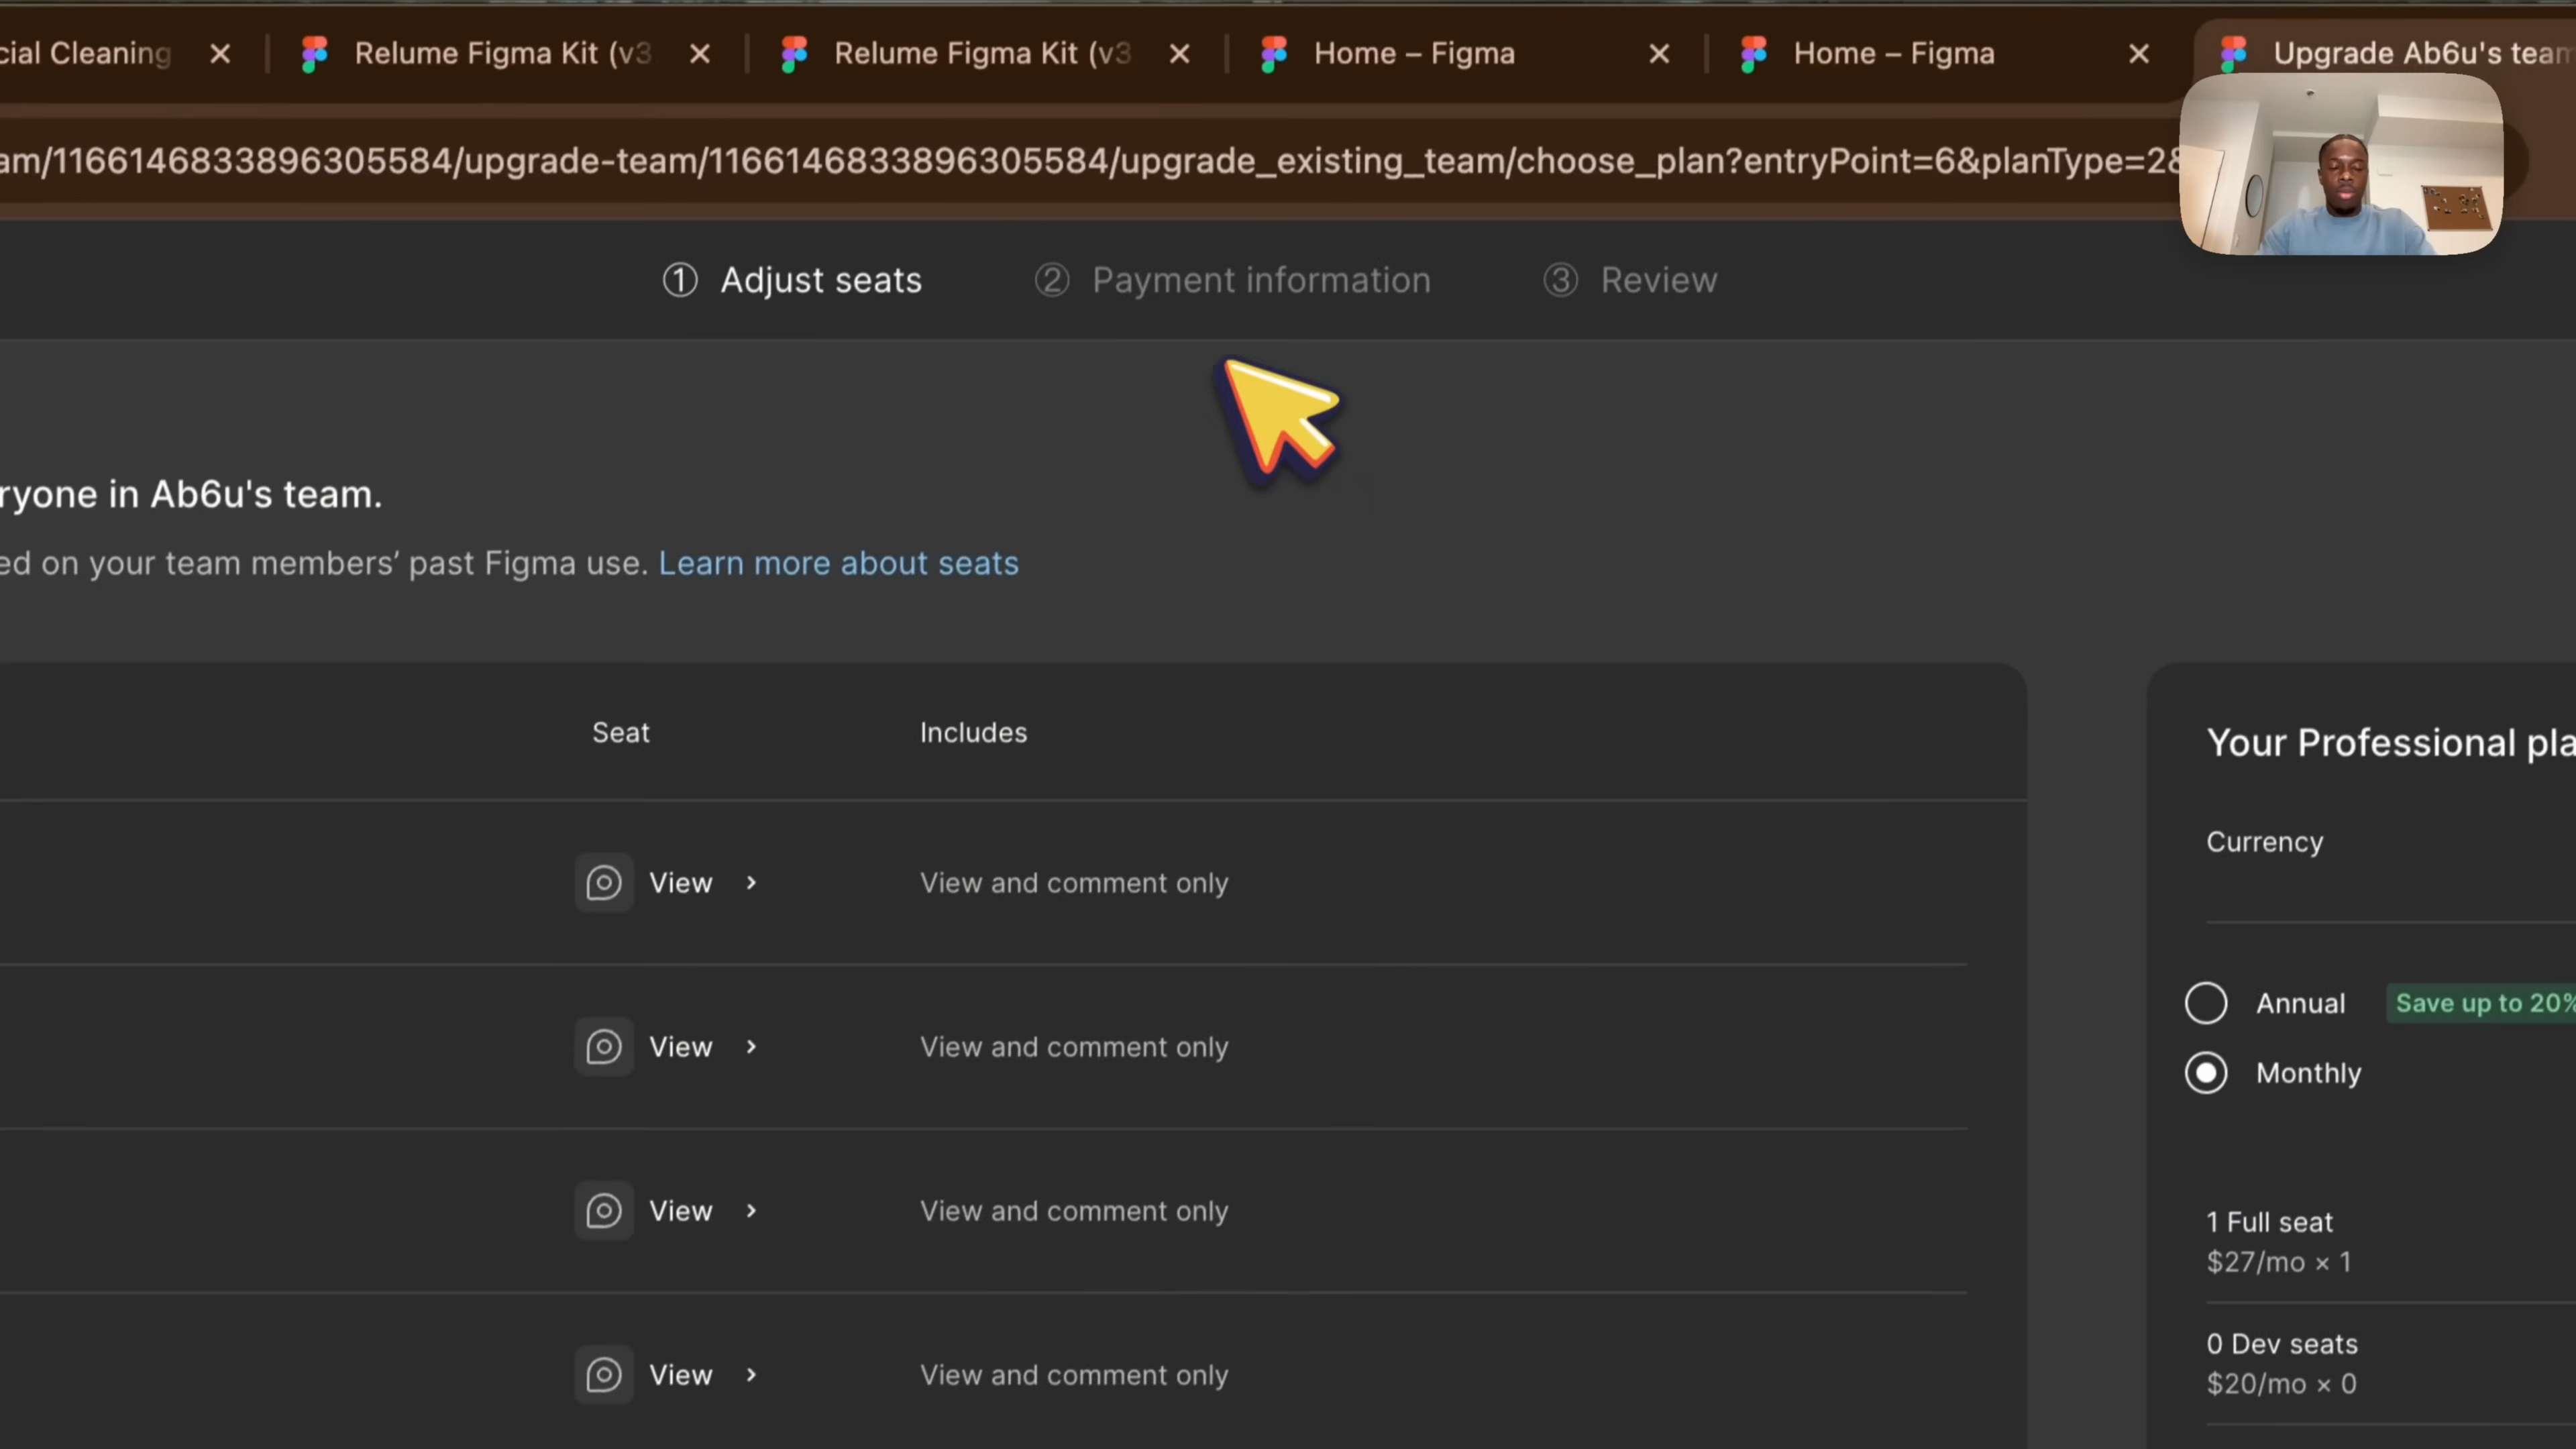 cial Cleaning
Relume Figma Kit (v3
Relume Figma Kit (v3
Home – Figma
Home – Figma
Upgrade Ab6u's team
am/1166146833896305584/upgrade-team/1166146833896305584/upgrade_existing_team/choose_plan?entryPoint=6&planType=2&
1 Adjust seats
2 Payment information
3 Review
ryone in Ab6u's team.
ed on your team members’ past Figma use. Learn more about seats
Seat
Includes
View
View and comment only
View
View and comment only
View
View and comment only
View
View and comment only
Your Professional pla
Currency
Annual
Save up to 20%
Monthly
1 Full seat
$27/mo × 1
0 Dev seats
$20/mo × 0